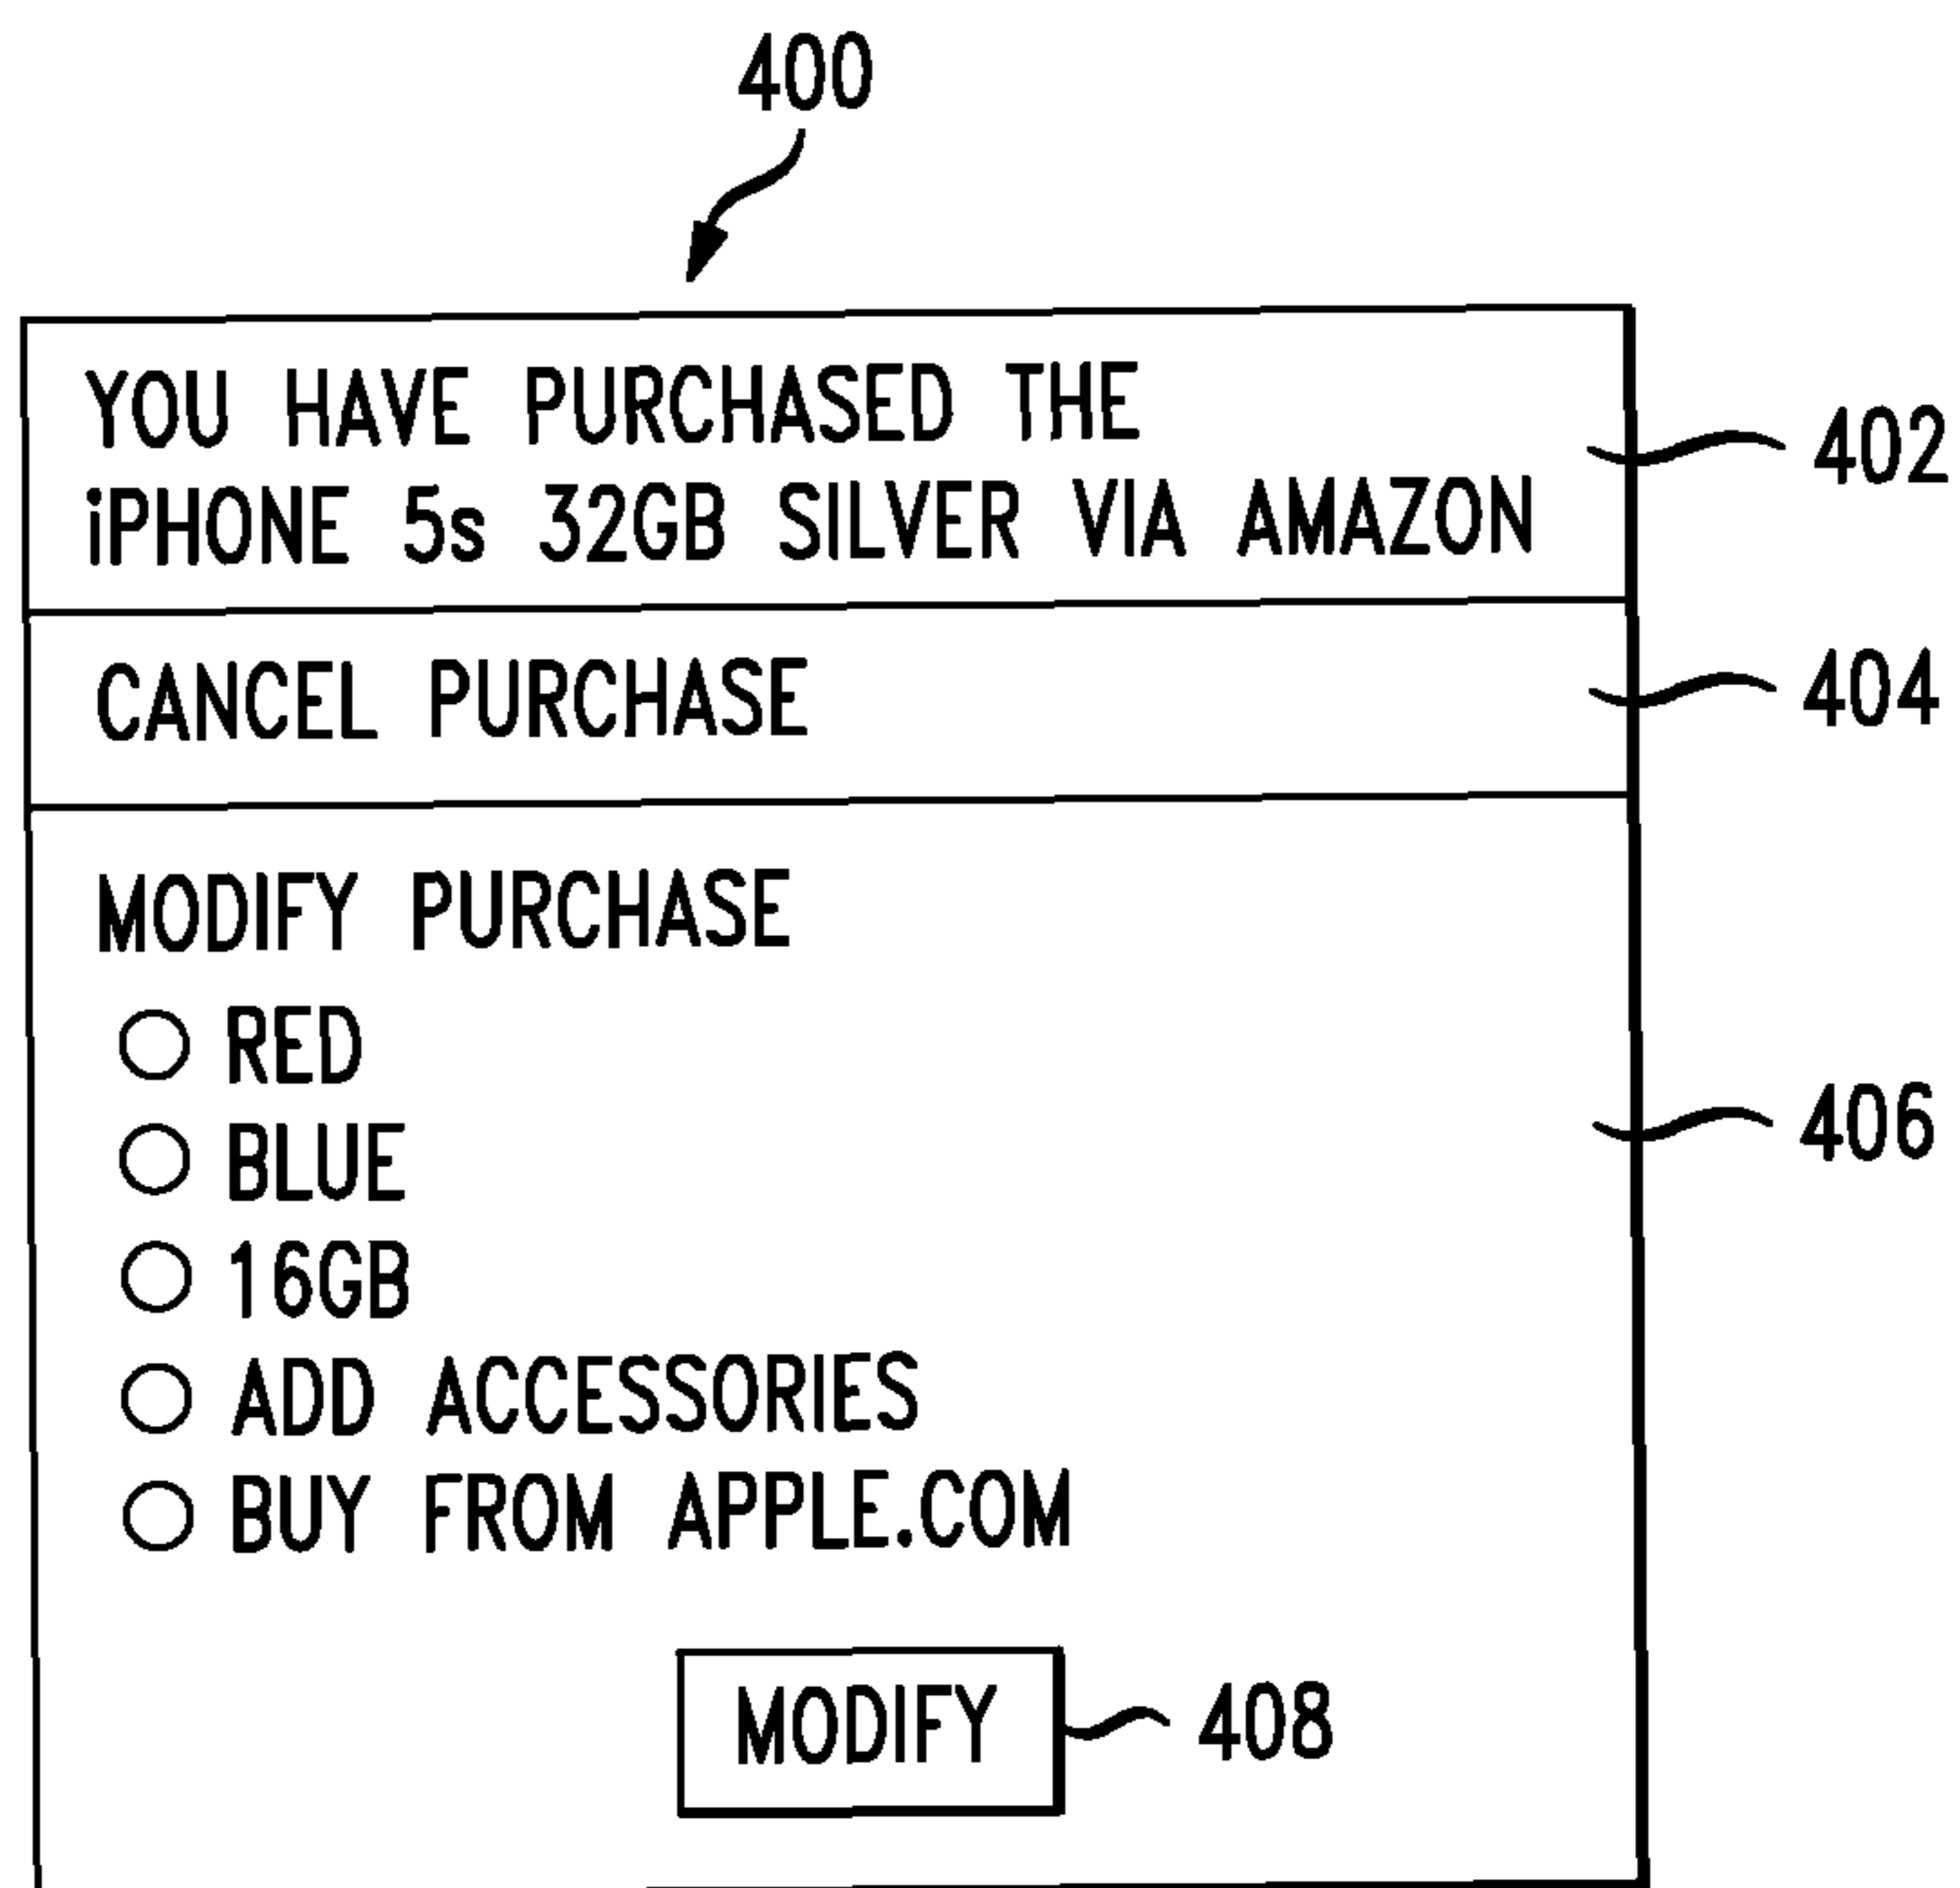 400
YOU HAVE PURCHASED THE
iPHONE 5s 32GB SILVER VIA AMAZON
402
CANCEL PURCHASE
404
MODIFY PURCHASE
RED
BLUE
406
16GB
ADD ACCESSORIES
BUY FROM APPLE.COM
MODIFY
408